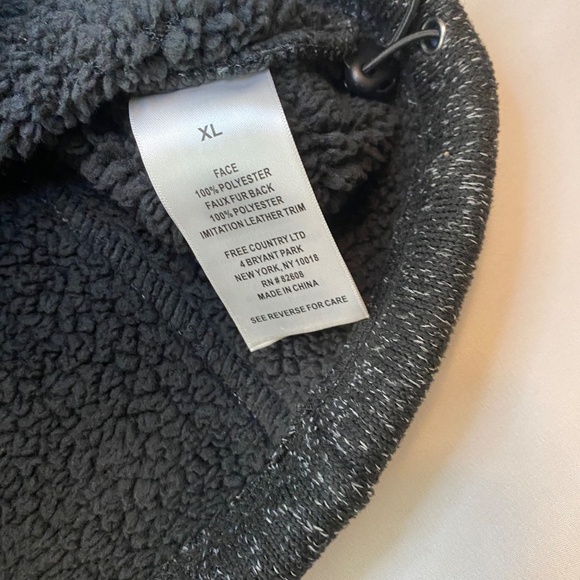 XL
FACE
100% POLYESTER
FAUX FUR BACK
100% POLYESTER
IMITATION LEATHER TRIM
FREE COUNTRY LTD
4 BRYANT PARK
NEW YORK, NY 10018
RN # 82608
MADE IN CHINA
SEE REVERSE FOR CARE